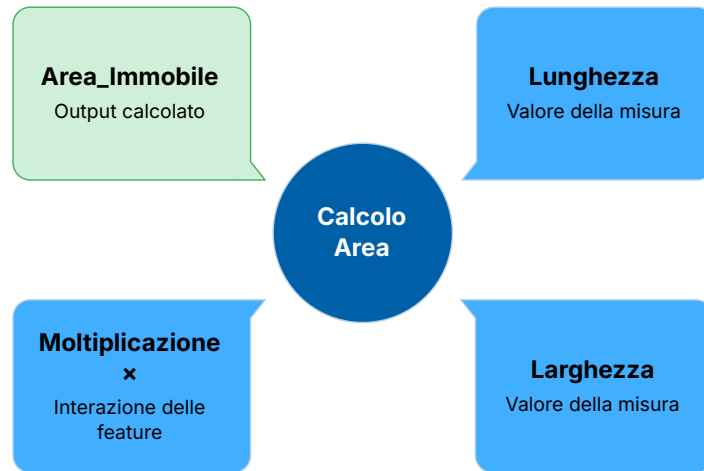 Area_Immobile
Output calcolato
Lunghezza
Valore della misura
Calcolo
Area
Moltiplicazione
×
Interazione delle
feature
Larghezza
Valore della misura